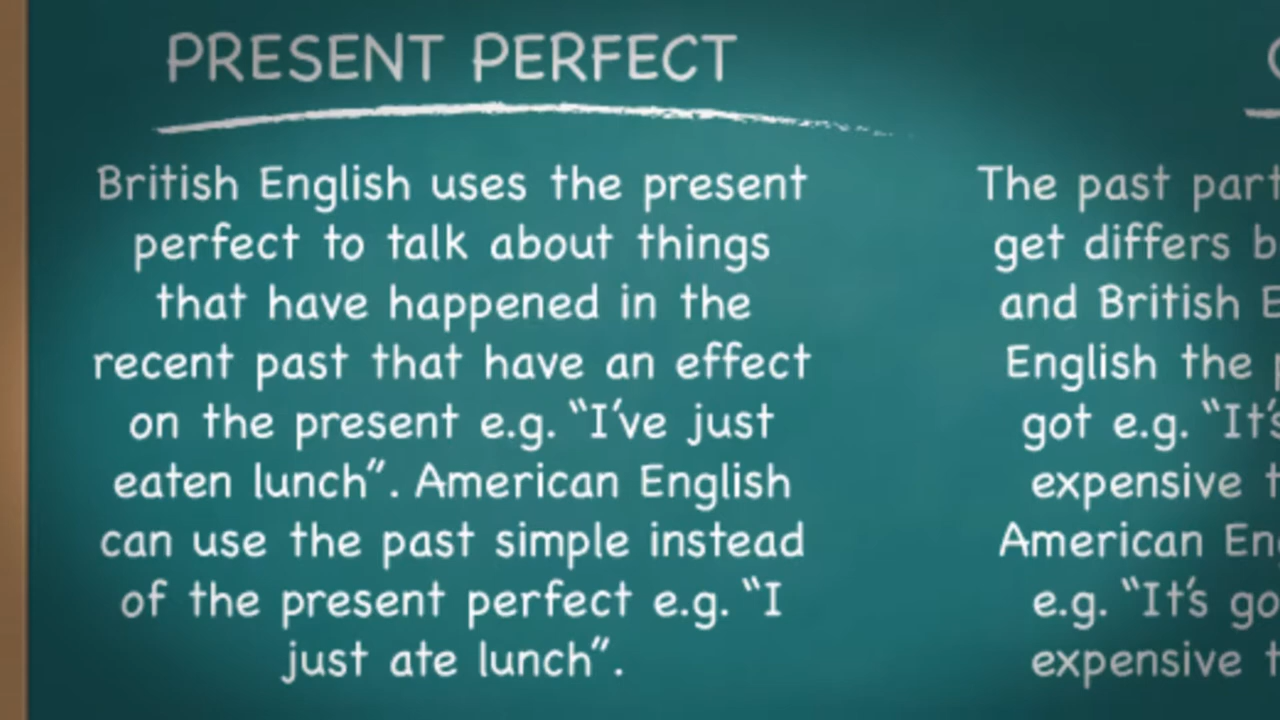 PRESENT PERFECT
British English uses the present
perfect to talk about things
that have happened in the
recent past that have an effect
on the present e.g. “I’ve just
eaten lunch”. American English
can use the past simple instead
of the present perfect e.g. “I
just ate lunch”.
The past
get differs
and British
English the
got e.g. “It’s
expensive
American
e.g. “It’s
expensive